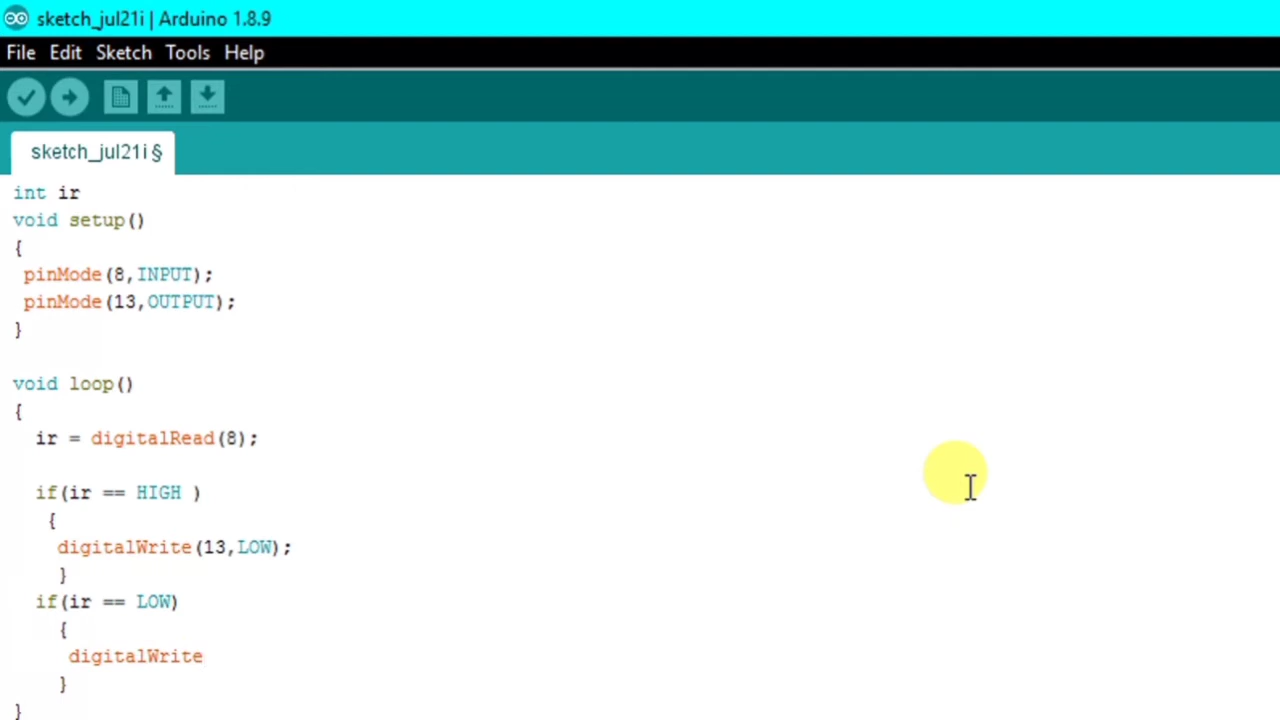 sketch_jul21i | Arduino 1.8.9
File Edit Sketch Tools Help
sketch_jul21i §
int ir
void setup()
{
pinMode(8,INPUT);
pinMode(13,OUTPUT);
}
void loop()
{
ir = digitalRead(8);
if(ir == HIGH )
{
digitalWrite(13,LOW);
}
if(ir == LOW)
{
digitalWrite
}
}